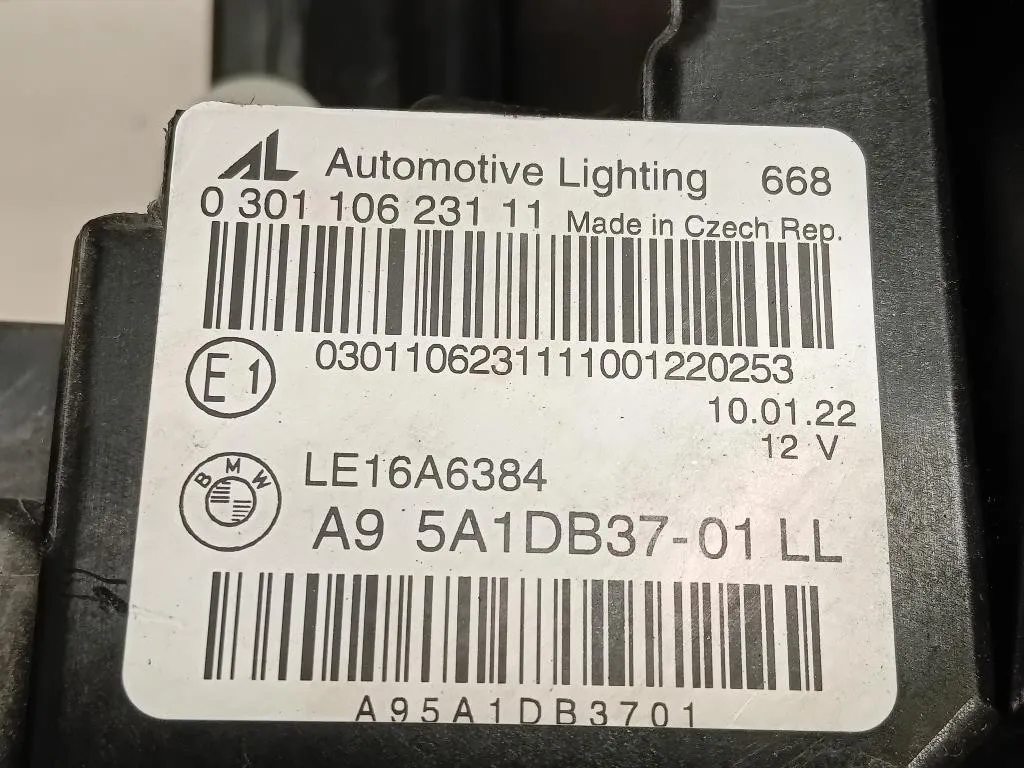 AL Automotive Lighting 668
0 301 106 231 11 Made in Czech Rep.
0301106231111001220253
E1
10.01.22
12 V
BMW
LE16A6384
A9 5A1DB37-01 LL
A95A1DB3701